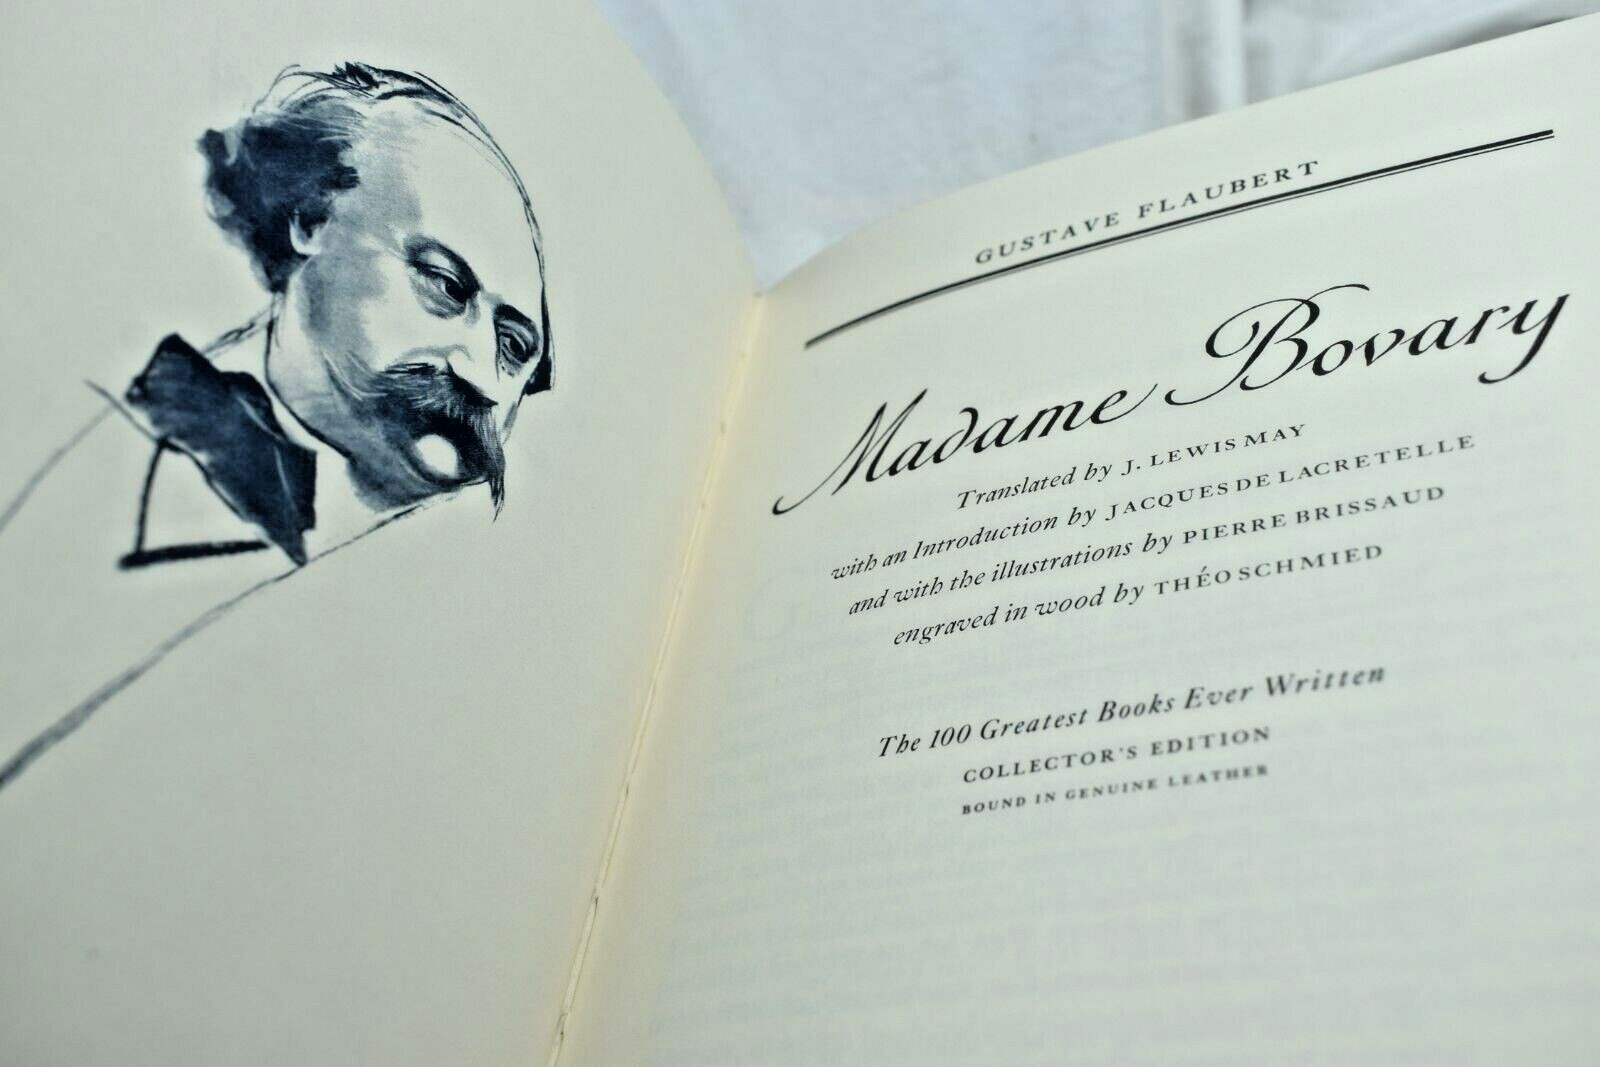 GUSTAVE FLAUBERT
Madame Bovary
Translated by J. LEWIS MAY
with an Introduction by JACQUES DE LACRETELLE
and with the illustrations by PIERRE BRISSAUD
engraved in wood by THÉO SCHMIED
The 100 Greatest Books Ever Written
COLLECTOR'S EDITION
BOUND IN GENUINE LEATHER